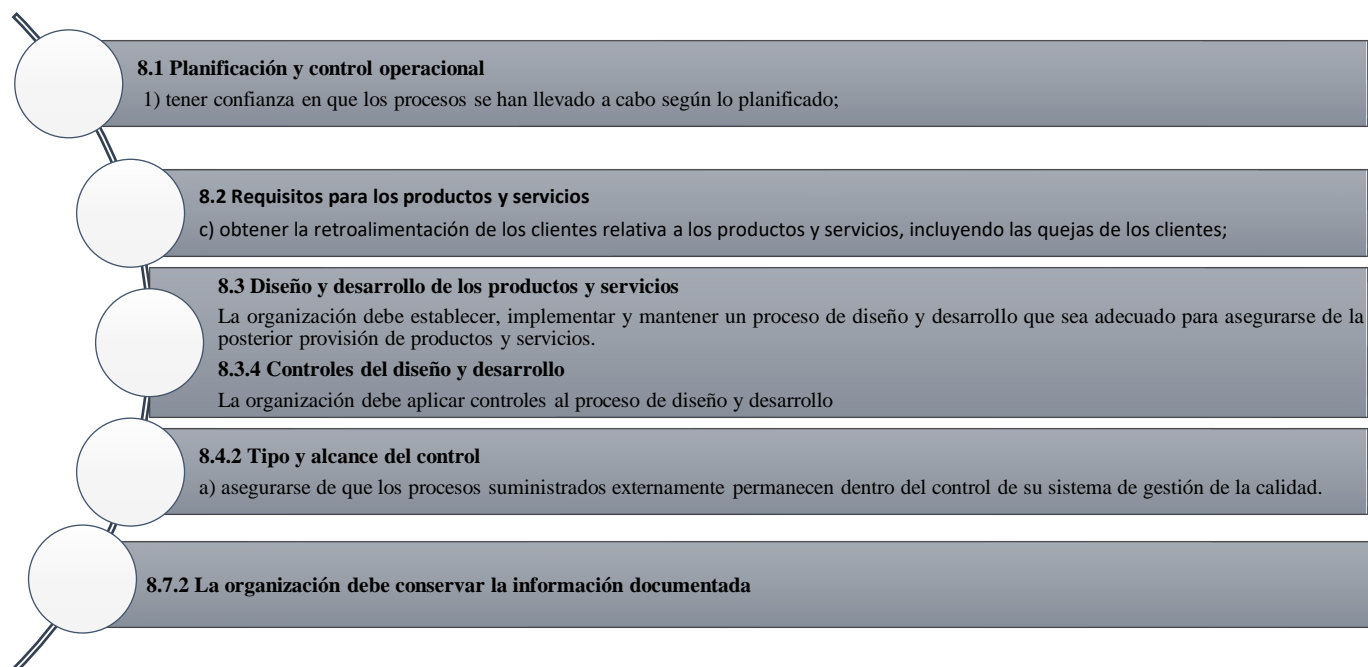 8.1 Planificación y control operacional
1) tener confianza en que los procesos se han llevado a cabo según lo planificado;
8.2 Requisitos para los productos y servicios
c) obtener la retroalimentación de los clientes relativa a los productos y servicios, incluyendo las quejas de los clientes;
8.3 Diseño y desarrollo de los productos y servicios
La organización debe establecer, implementar y mantener un proceso de diseño y desarrollo que sea adecuado para asegurarse de la
posterior provisión de productos y servicios.
8.3.4 Controles del diseño y desarrollo
La organización debe aplicar controles al proceso de diseño y desarrollo
8.4.2 Tipo y alcance del control
a) asegurarse de que los procesos suministrados externamente permanecen dentro del control de su sistema de gestión de la calidad.
8.7.2 La organización debe conservar la información documentada